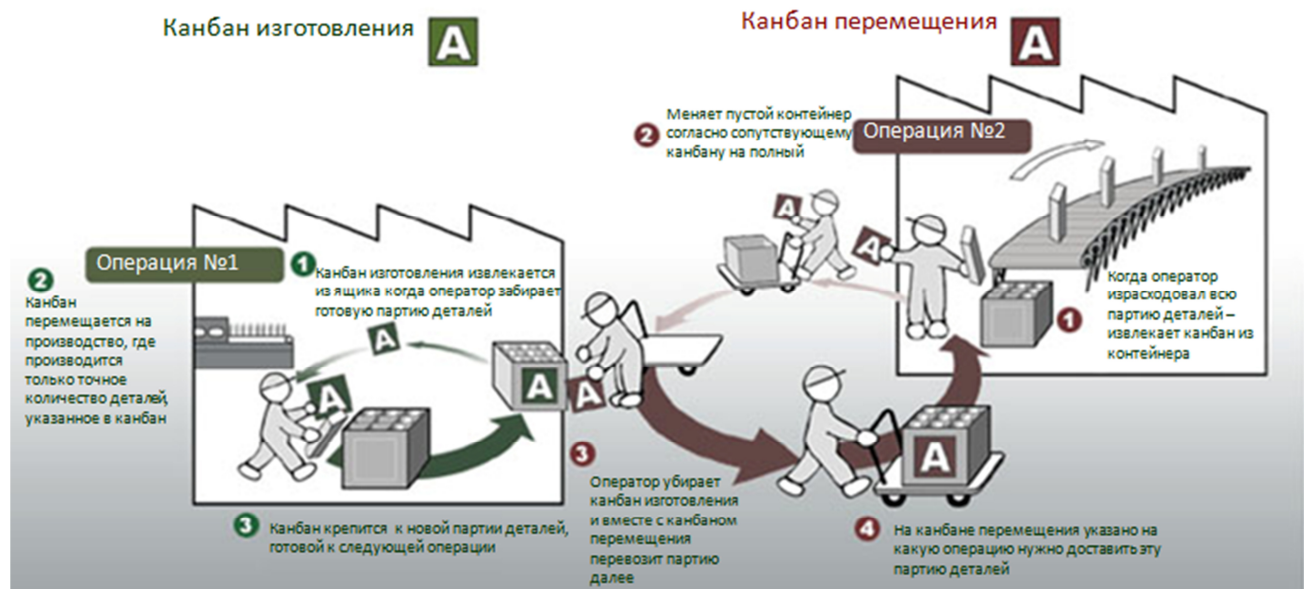 Канбан изготовления
A
Канбан перемещения
A
2
Меняет пустой контейнер
согласно сопутствующему
канбану на полный
Операция №2
A
A
1
Когда оператор
израсходовал всю
партию деталей –
извлекает канбан из
контейнера
Операция №1
1
Канбан изготовления извлекается
из ящика когда оператор забирает
готовую партию деталей
2
Канбан
перемещается на
производство, где
производится
только точное
количество деталей,
указанное в канбан
A
A
A
A
A
3
Канбан крепится к новой партии деталей,
готовой к следующей операции
3
Оператор убирает
канбан изготовления
и вместе с канбаном
перемещения
перевозит партию
далее
4
На канбане перемещения указано на
какую операцию нужно доставить эту
партию деталей